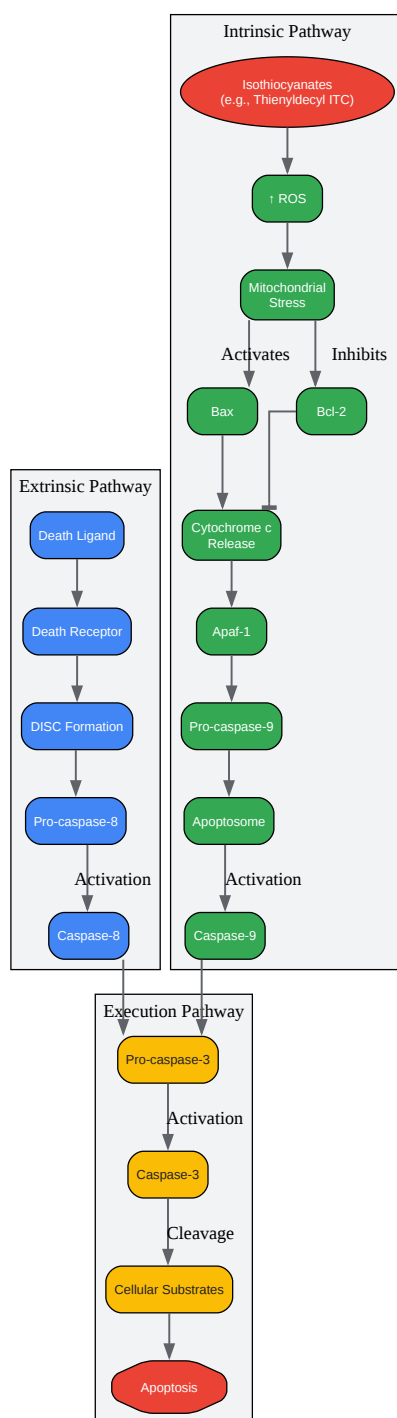 Intrinsic Pathway
Isothiocyanates
(e.g., Thienyldecyl ITC)
↑ ROS
Mitochondrial
Stress
Activates
Inhibits
Bax
Bcl-2
Cytochrome c
Release
Apaf-1
Pro-caspase-9
Apoptosome
Activation
Caspase-9
Extrinsic Pathway
Death Ligand
Death Receptor
DISC Formation
Pro-caspase-8
Activation
Caspase-8
Execution Pathway
Pro-caspase-3
Activation
Caspase-3
Cleavage
Cellular Substrates
Apoptosis